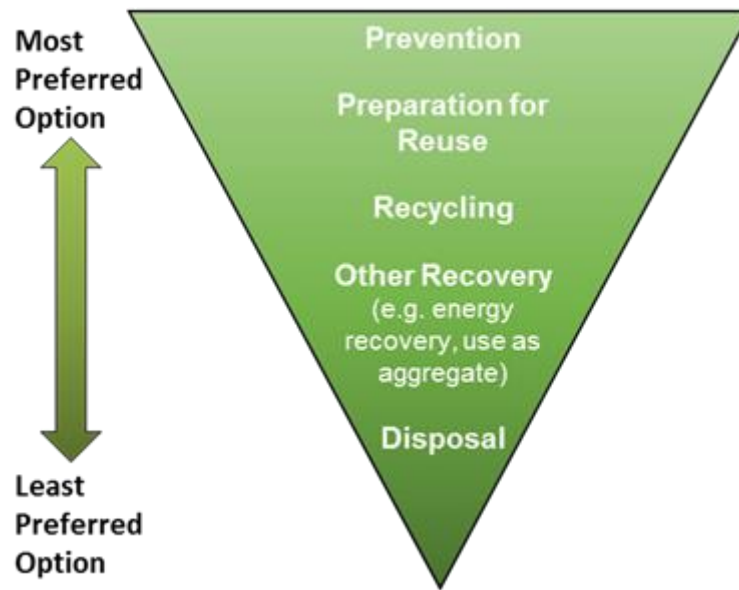 Most
Preferred
Option
Prevention
Preparation for
Reuse
Recycling
Other Recovery
(e.g. energy
recovery, use as
aggregate)
Disposal
Least
Preferred
Option